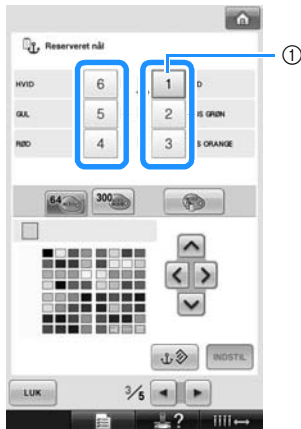 Reserveret nål
①
HVID 6 1 D
GUL 5 2 S GRØN
RØD 4 3 S ORANGE
64 300
INDSTIL
LUK 3/5
?